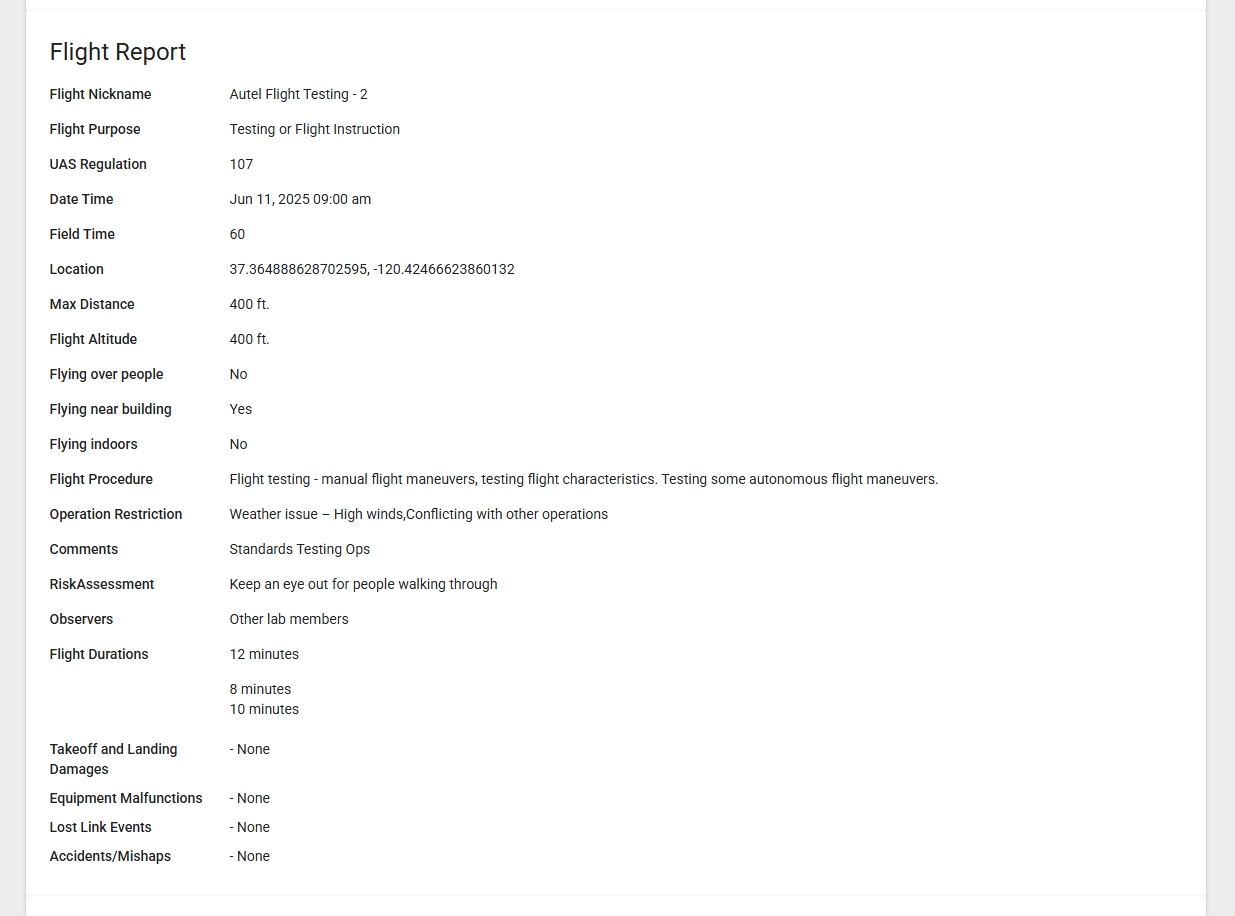 Flight Report
Flight Nickname Autel Flight Testing - 2
Flight Purpose Testing or Flight Instruction
UAS Regulation 107
Date Time Jun 11, 2025 09:00 am
Field Time 60
Location 37.364888628702595, -120.42466623860132
Max Distance 400 ft.
Flight Altitude 400 ft.
Flying over people No
Flying near building Yes
Flying indoors No
Flight Procedure Flight testing - manual flight maneuvers, testing flight characteristics. Testing some autonomous flight maneuvers.
Operation Restriction Weather issue – High winds,Conflicting with other operations
Comments Standards Testing Ops
RiskAssessment Keep an eye out for people walking through
Observers Other lab members
Flight Durations 12 minutes
8 minutes
10 minutes
Takeoff and Landing - None
Damages
Equipment Malfunctions - None
Lost Link Events - None
Accidents/Mishaps - None